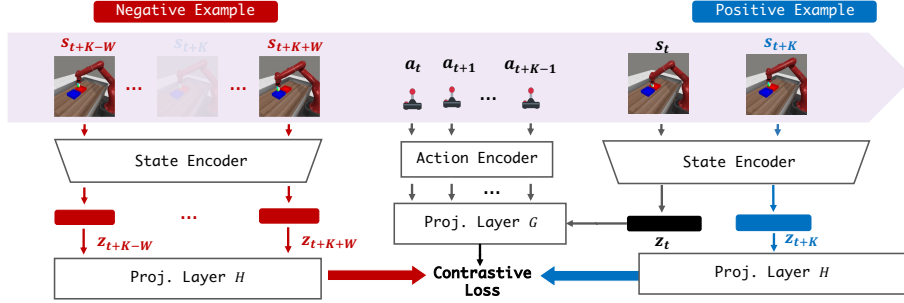 Negative Example
Positive Example
s_{t+K−W}
s_{t+K}
s_{t+K+W}
a_t
a_{t+1}
a_{t+K−1}
s_t
s_{t+K}
...
...
...
State Encoder
Action Encoder
State Encoder
...
...
Proj. Layer G
z_{t+K−W}
z_{t+K+W}
z_t
z_{t+K}
Proj. Layer H
Contrastive
Loss
Proj. Layer H